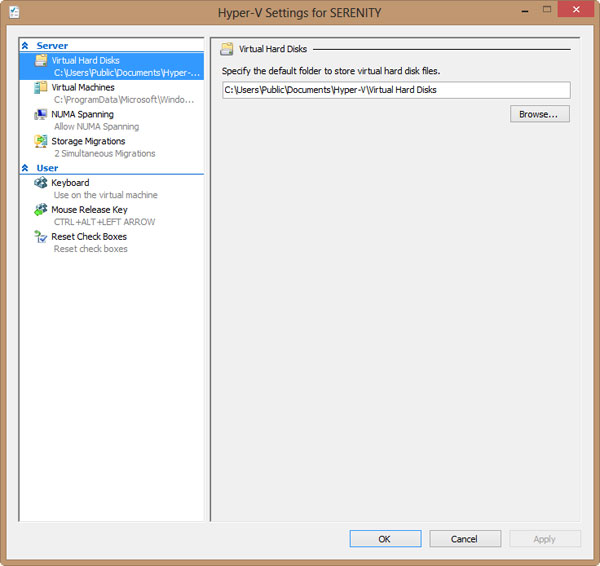 Hyper-V Settings for SERENITY
Server
Virtual Hard Disks
C:\Users\Public\Documents\Hyper-...
Virtual Machines
C:\ProgramData\Microsoft\Windo...
NUMA Spanning
Allow NUMA Spanning
Storage Migrations
2 Simultaneous Migrations
User
Keyboard
Use on the virtual machine
Mouse Release Key
CTRL+ALT+LEFT ARROW
Reset Check Boxes
Reset check boxes
Virtual Hard Disks
Specify the default folder to store virtual hard disk files.
C:\Users\Public\Documents\Hyper-V\Virtual Hard Disks
Browse...
OK
Cancel
Apply